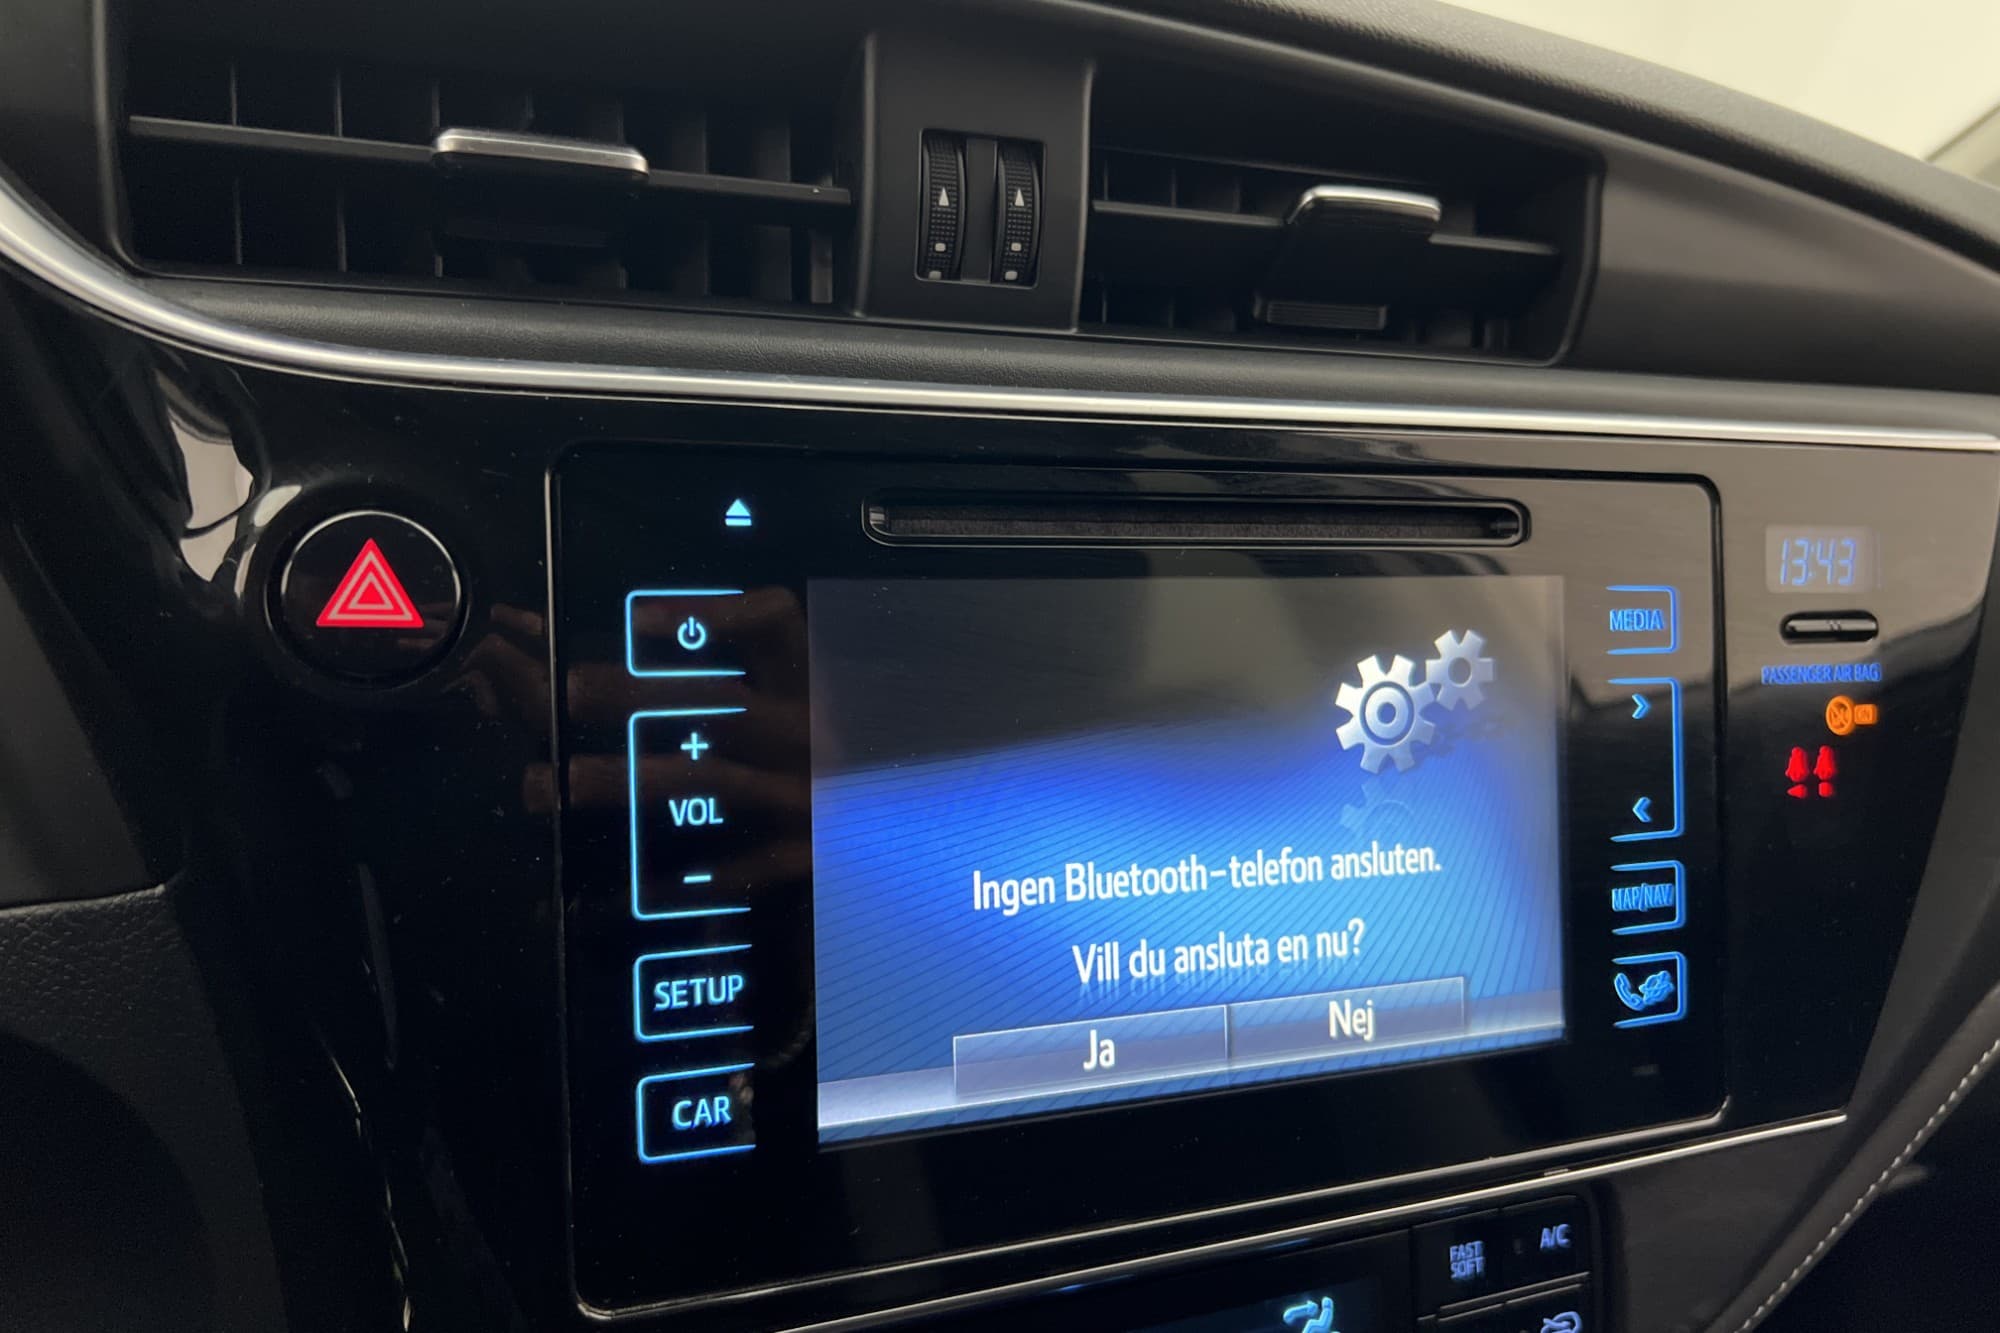 13:43
MEDIA
PASSENGER AIR BAG
ON
VOL
Ingen Bluetooth-telefon ansluten.
MAP/NAV
Vill du ansluta en nu?
SETUP
Ja
Nej
CAR
FAST
SOFT
A/C